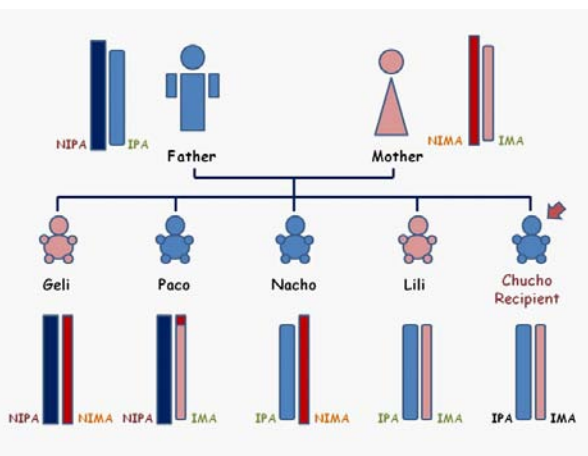 NIPA IPA NIMA IMA
Father Mother
Geli Paco Nacho Lili Chucho
Recipient
NIPA NIMA NIPA IMA IPA NIMA IPA IMA IPA IMA